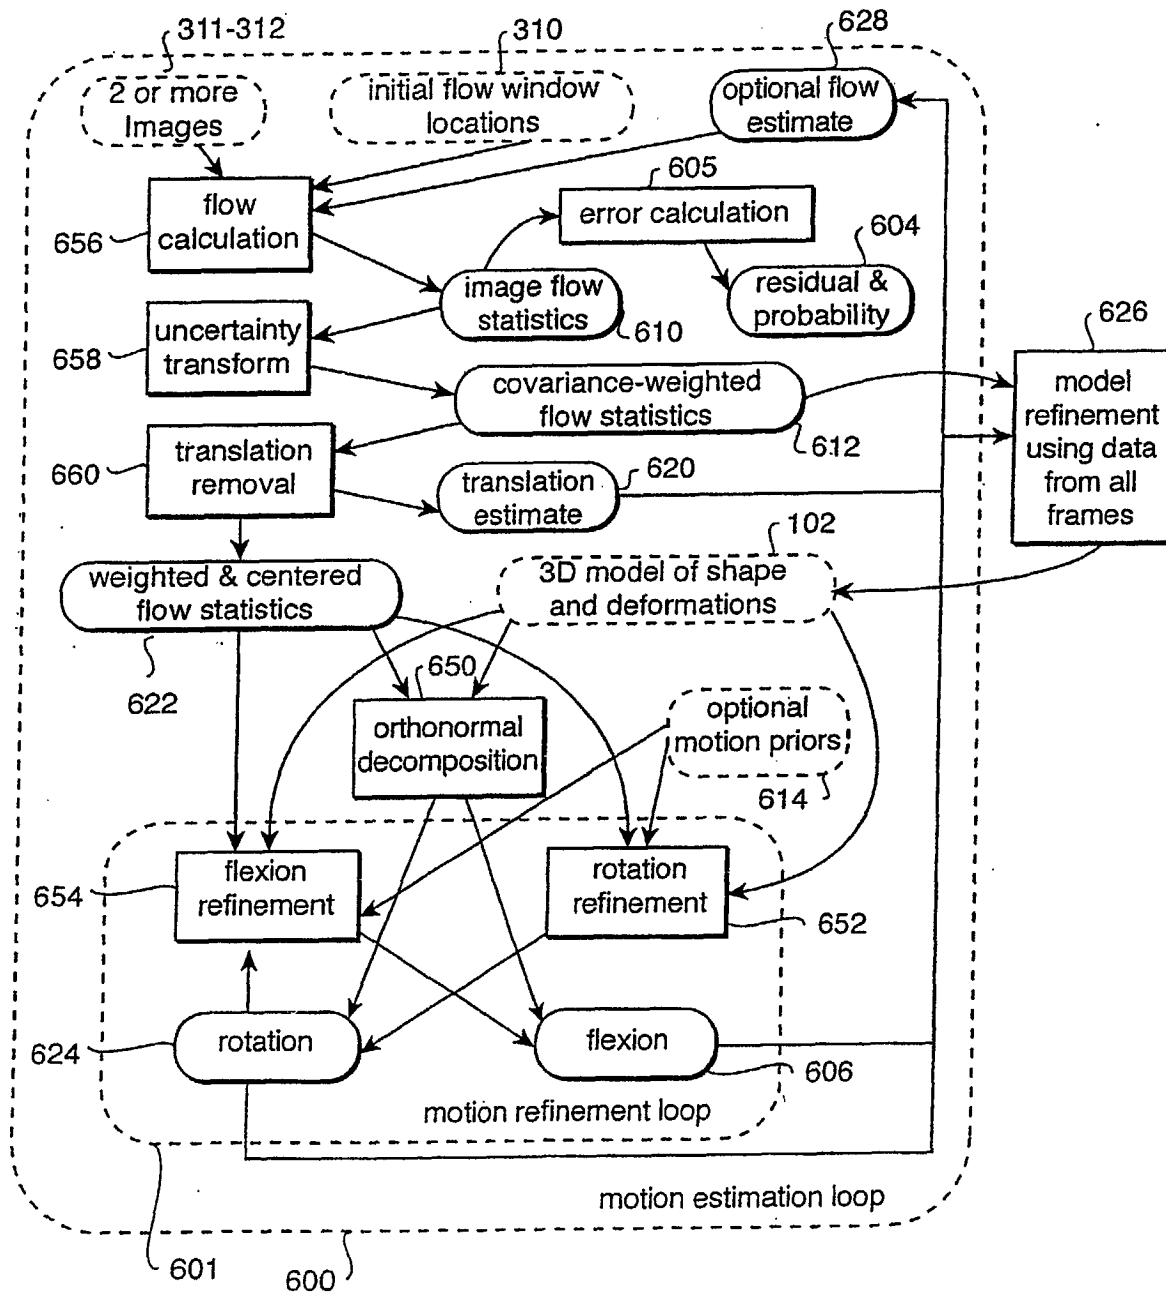 311-312
310
628
2 or more
Images
initial flow window
locations
optional flow
estimate
605
flow
calculation
656
error calculation
604
image flow
statistics
610
residual &
probability
626
uncertainty
transform
658
covariance-weighted
flow statistics
612
model
refinement
using data
from all
frames
translation
removal
660
translation
estimate
620
102
weighted & centered
flow statistics
622
3D model of shape
and deformations
650
orthonormal
decomposition
optional
motion priors
614
flexion
refinement
654
rotation
refinement
652
rotation
624
flexion
606
motion refinement loop
motion estimation loop
601
600